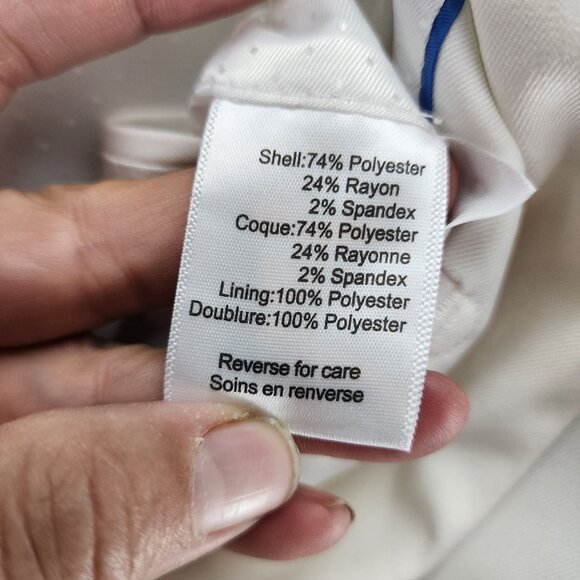 Shell:74% Polyester
24% Rayon
2% Spandex
Coque:74% Polyester
24% Rayonne
2% Spandex
Lining:100% Polyester
Doublure:100% Polyester
Reverse for care
Soins en renverse